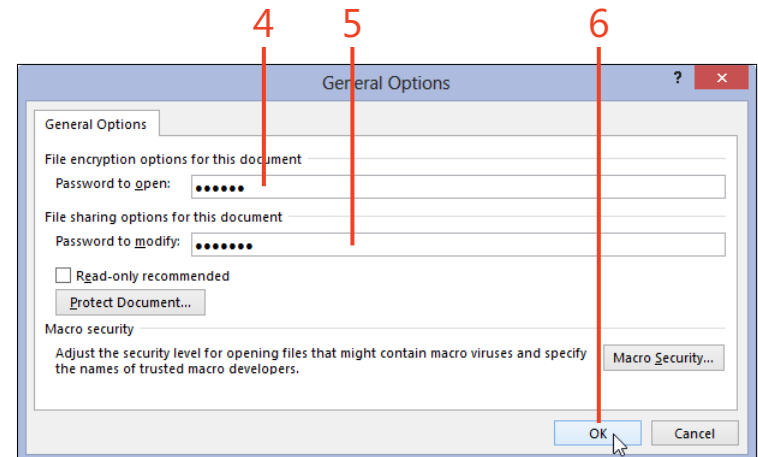 4 5 6
General Options ? ×
General Options
File encryption options for this document
Password to open: ••••••
File sharing options for this document
Password to modify: •••••••
Read-only recommended
Protect Document...
Macro security
Adjust the security level for opening files that might contain macro viruses and specify
the names of trusted macro developers.
Macro Security...
OK Cancel